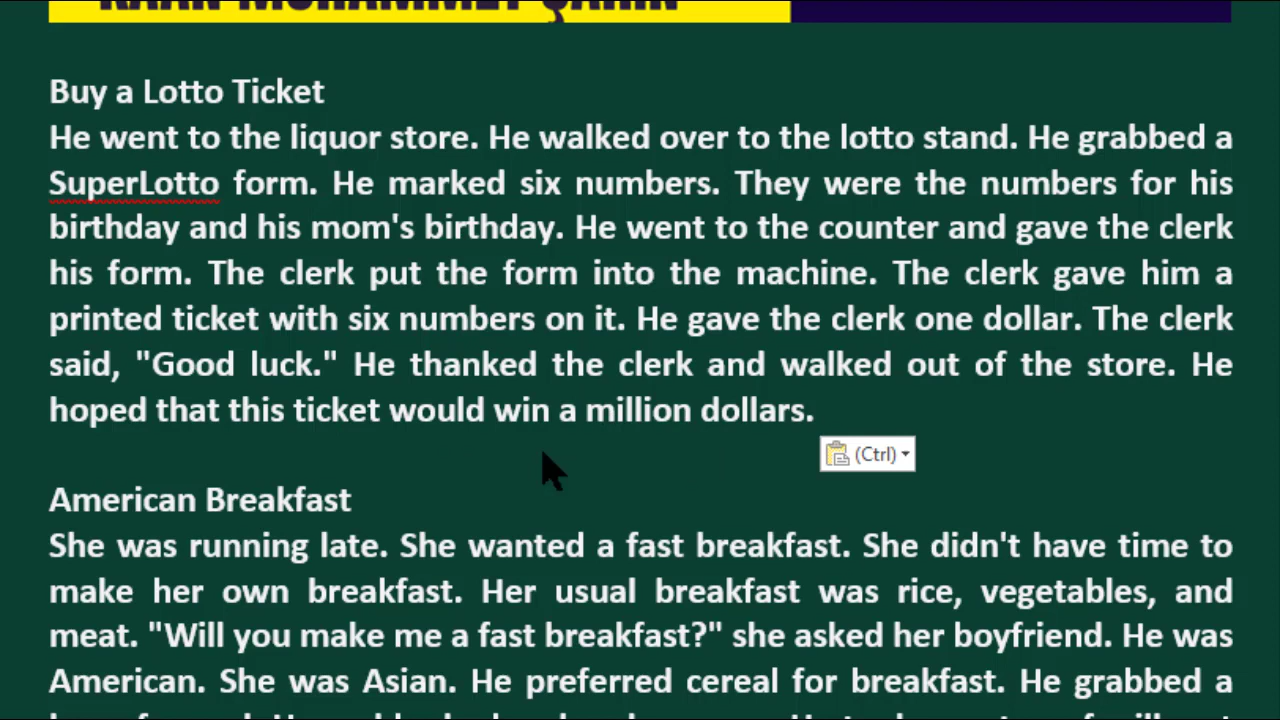 KAAN MUHAMMET ŞAHİN
Buy a Lotto Ticket
He went to the liquor store. He walked over to the lotto stand. He grabbed a
SuperLotto form. He marked six numbers. They were the numbers for his
birthday and his mom's birthday. He went to the counter and gave the clerk
his form. The clerk put the form into the machine. The clerk gave him a
printed ticket with six numbers on it. He gave the clerk one dollar. The clerk
said, "Good luck." He thanked the clerk and walked out of the store. He
hoped that this ticket would win a million dollars.
(Ctrl)
American Breakfast
She was running late. She wanted a fast breakfast. She didn't have time to
make her own breakfast. Her usual breakfast was rice, vegetables, and
meat. "Will you make me a fast breakfast?" she asked her boyfriend. He was
American. She was Asian. He preferred cereal for breakfast. He grabbed a